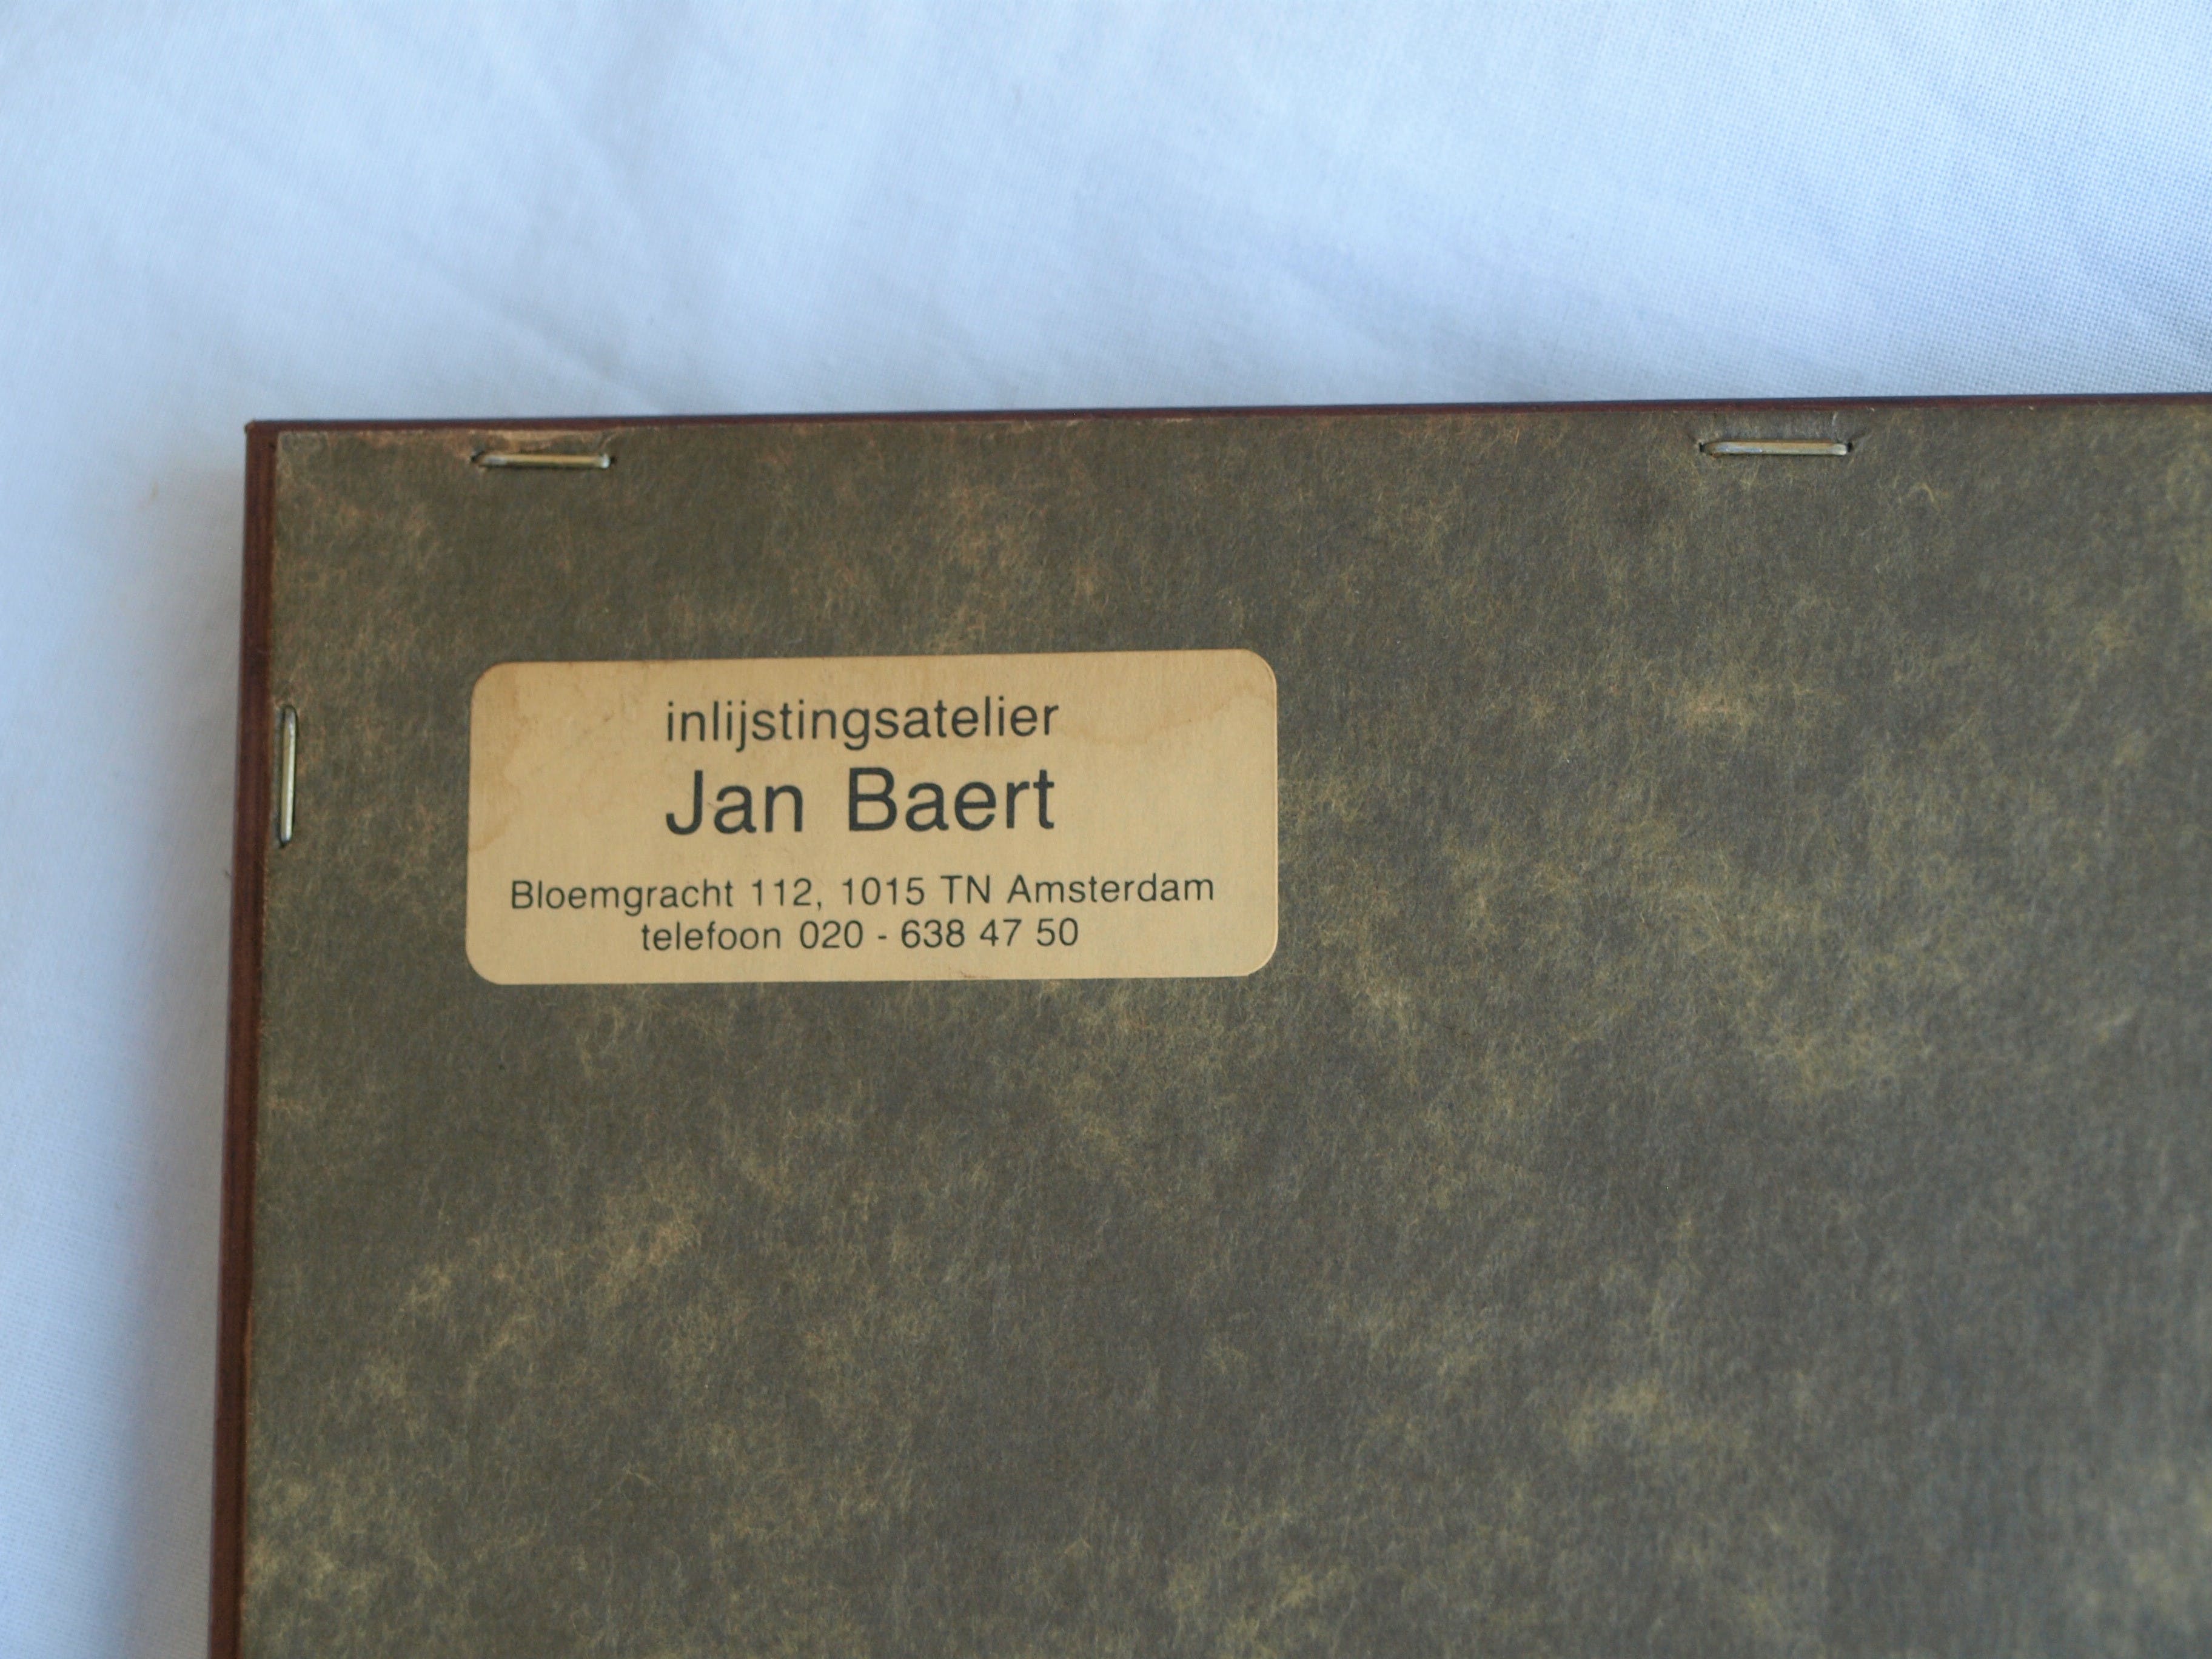 inlijstingsatelier
Jan Baert
Bloemgracht 112, 1015 TN Amsterdam
telefoon 020 - 638 47 50